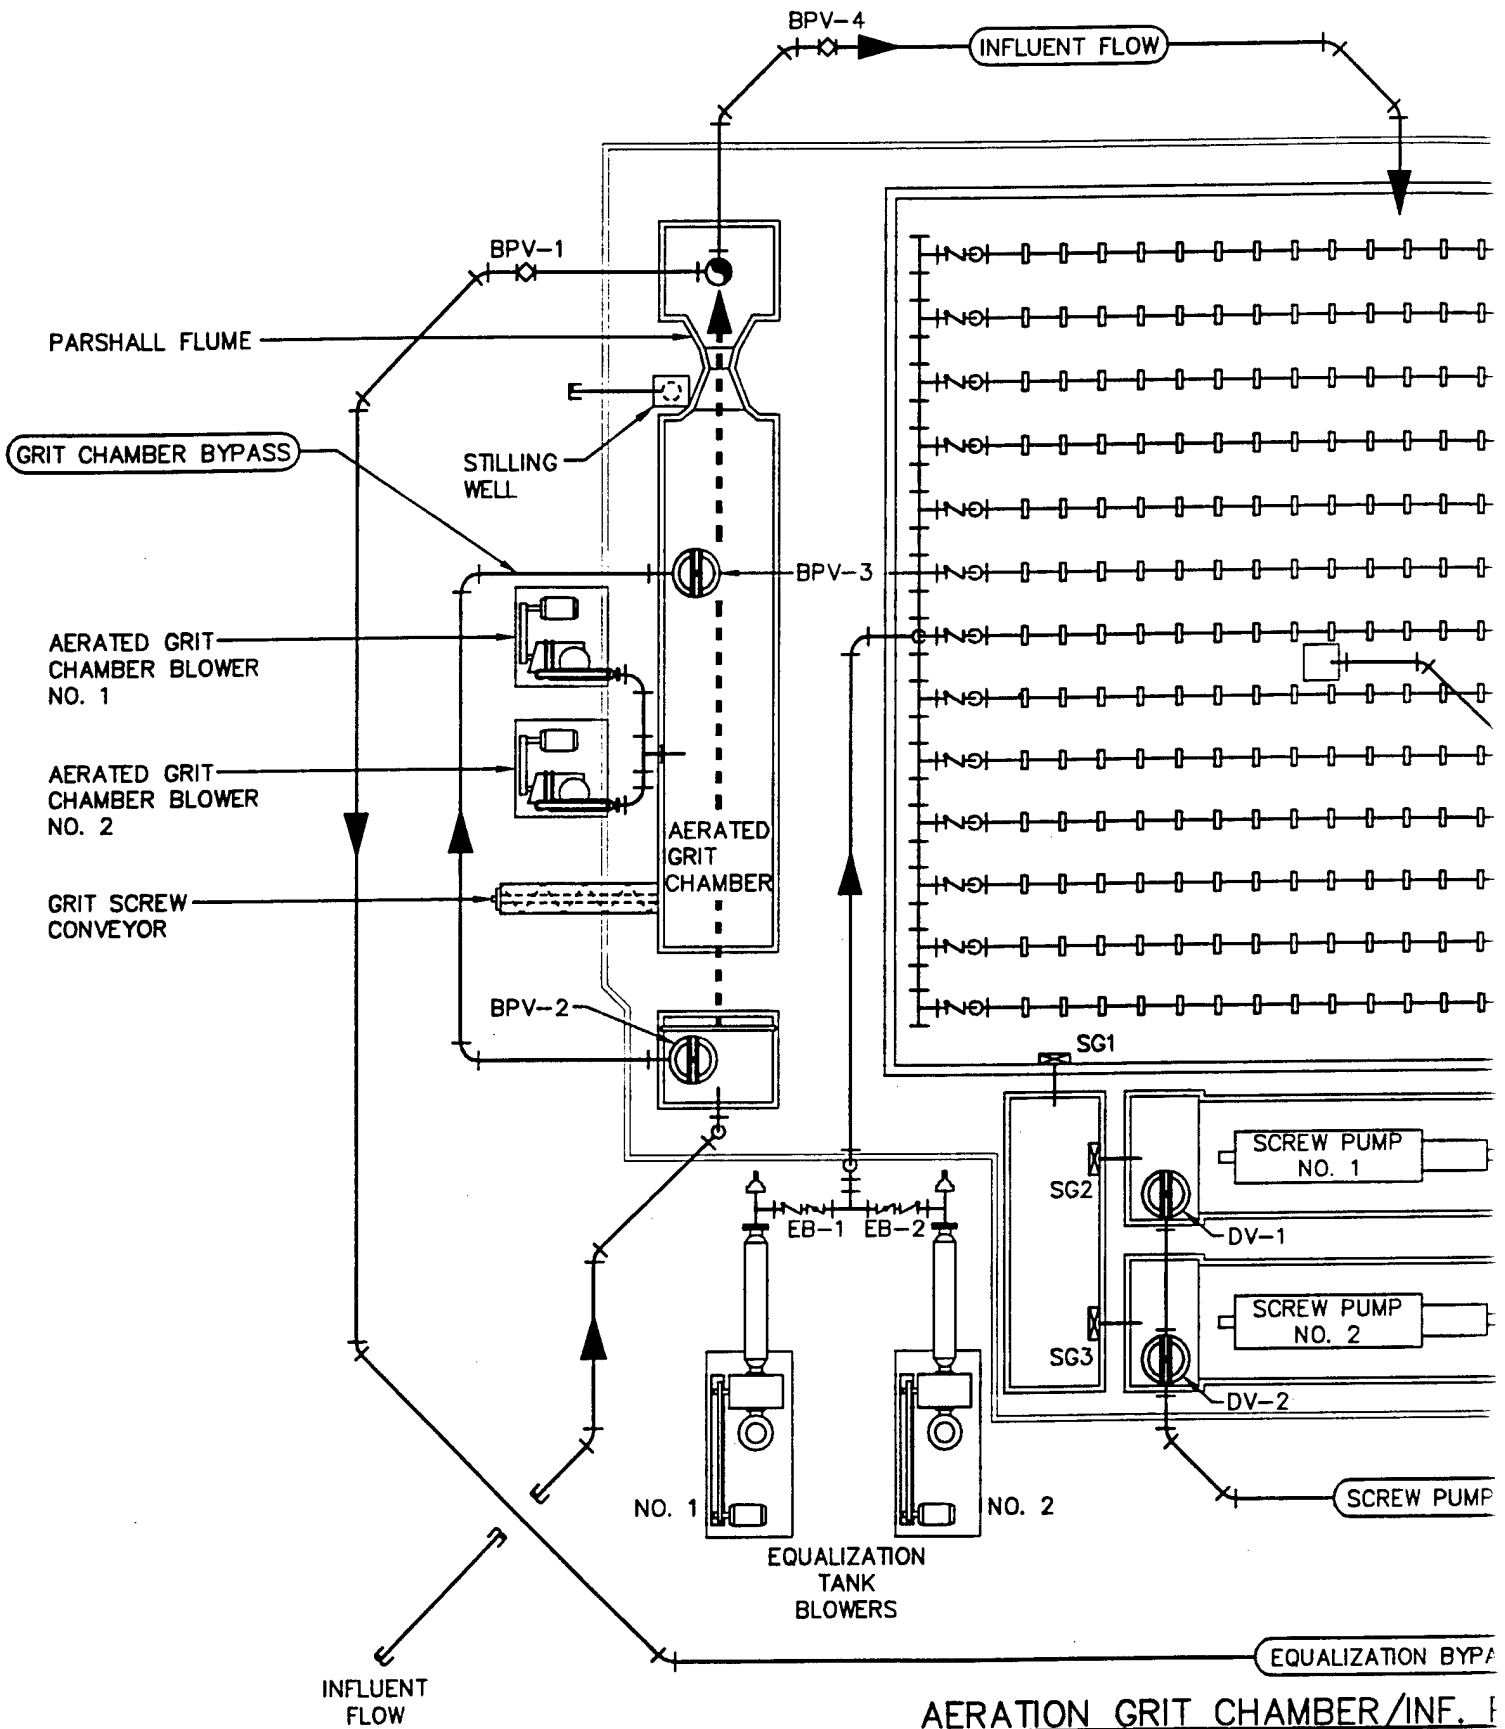 BPV-4
INFLUENT FLOW
BPV-1
PARSHALL FLUME
GRIT CHAMBER BYPASS
STILLING
WELL
BPV-3
AERATED GRIT
CHAMBER BLOWER
NO. 1
AERATED GRIT
CHAMBER BLOWER
NO. 2
AERATED
GRIT
CHAMBER
GRIT SCREW
CONVEYOR
BPV-2
SG1
SCREW PUMP
NO. 1
SG2
EB-1
EB-2
DV-1
SCREW PUMP
NO. 2
SG3
DV-2
SCREW PUMP
NO. 1
NO. 2
EQUALIZATION
TANK
BLOWERS
EQUALIZATION BYPA
INFLUENT
FLOW
AERATION GRIT CHAMBER/INF.